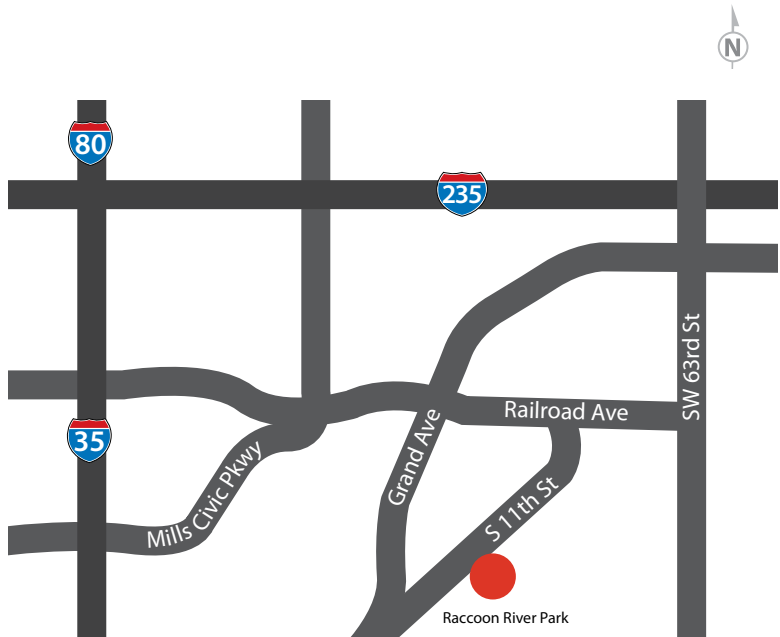 N
80
235
SW 63rd St
Railroad Ave
35
Grand Ave
Mills Civic Pkwy
S 11th St
Raccoon River Park